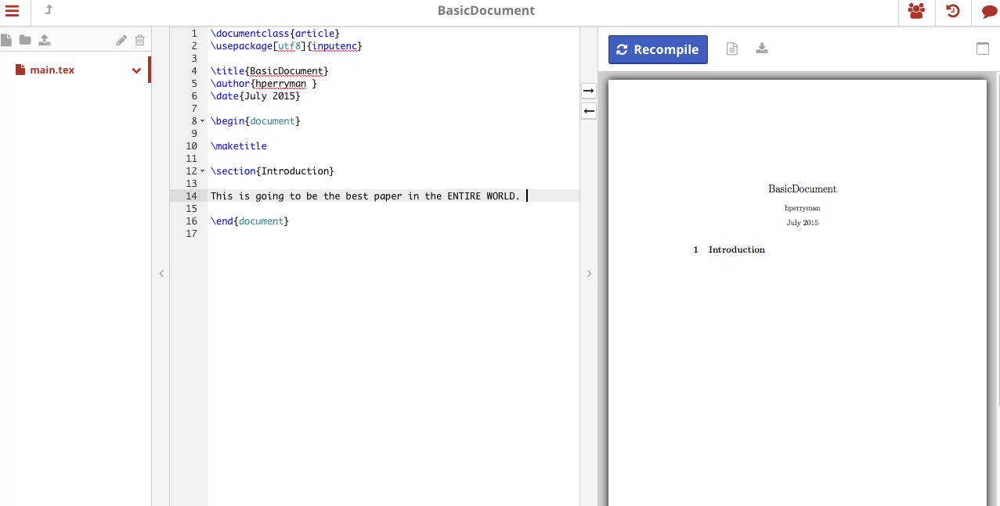 BasicDocument
main.tex
1 \documentclass{article}
2 \usepackage[utf8]{inputenc}
3
4 \title{BasicDocument}
5 \author{hperryman }
6 \date{July 2015}
7
8 \begin{document}
9
10 \maketitle
11
12 \section{Introduction}
13
14 This is going to be the best paper in the ENTIRE WORLD.
15
16 \end{document}
17
Recompile
BasicDocument
hperryman
July 2015
1 Introduction